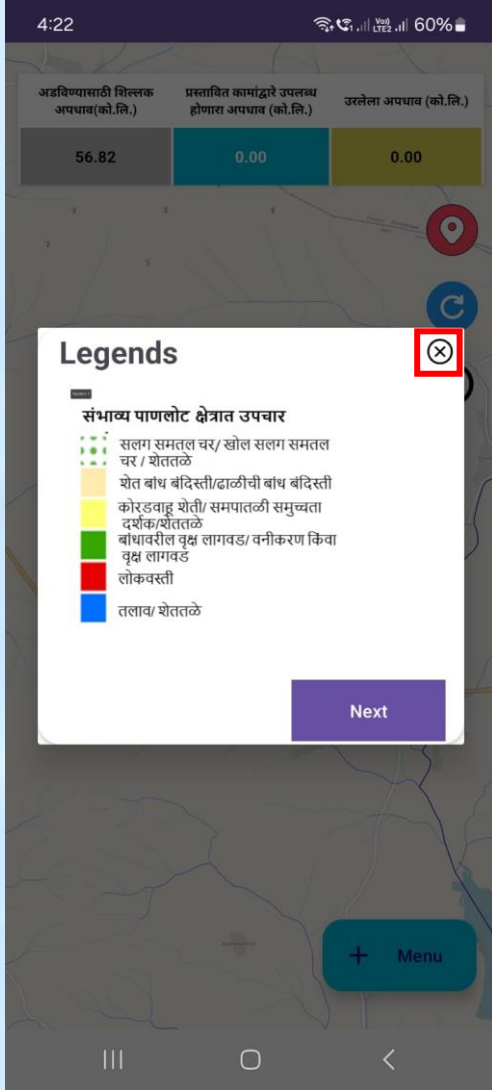 4:22
Vo))
LTE2
60%
अडविण्यासाठी शिल्लक
अपधाव(को.लि.)
प्रस्तावित कामांद्वारे उपलब्ध
होणारा अपधाव (को.लि.)
उरलेला अपधाव (को.लि.)
56.82
0.00
0.00
Legends
संभाव्य पाणलोट क्षेत्रात उपचार
सलग समतल चर/ खोल सलग समतल
चर / शेततळे
शेत बांध बंदिस्ती/ढाळीची बांध बंदिस्ती
कोरडवाहू शेती/ समपातळी समुच्चता
दर्शक/शेततळे
बांधावरील वृक्ष लागवड/ वनीकरण किंवा
वृक्ष लागवड
लोकवस्ती
तलाव/ शेततळे
Next
+ Menu